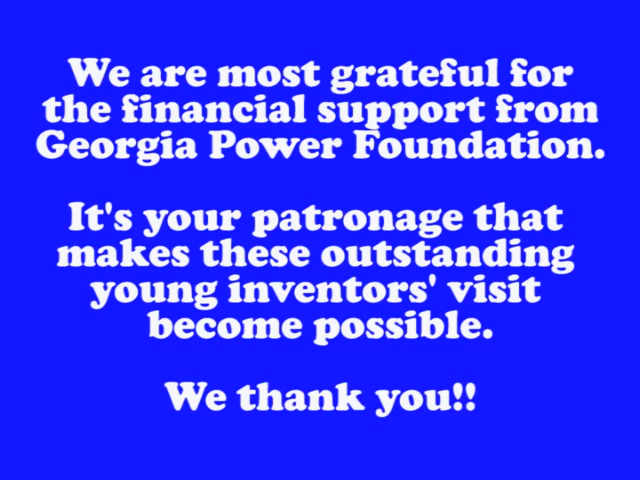 We are most grateful for
the financial support from
Georgia Power Foundation.
It's your patronage that
makes these outstanding
young inventors' visit
become possible.
We thank you!!